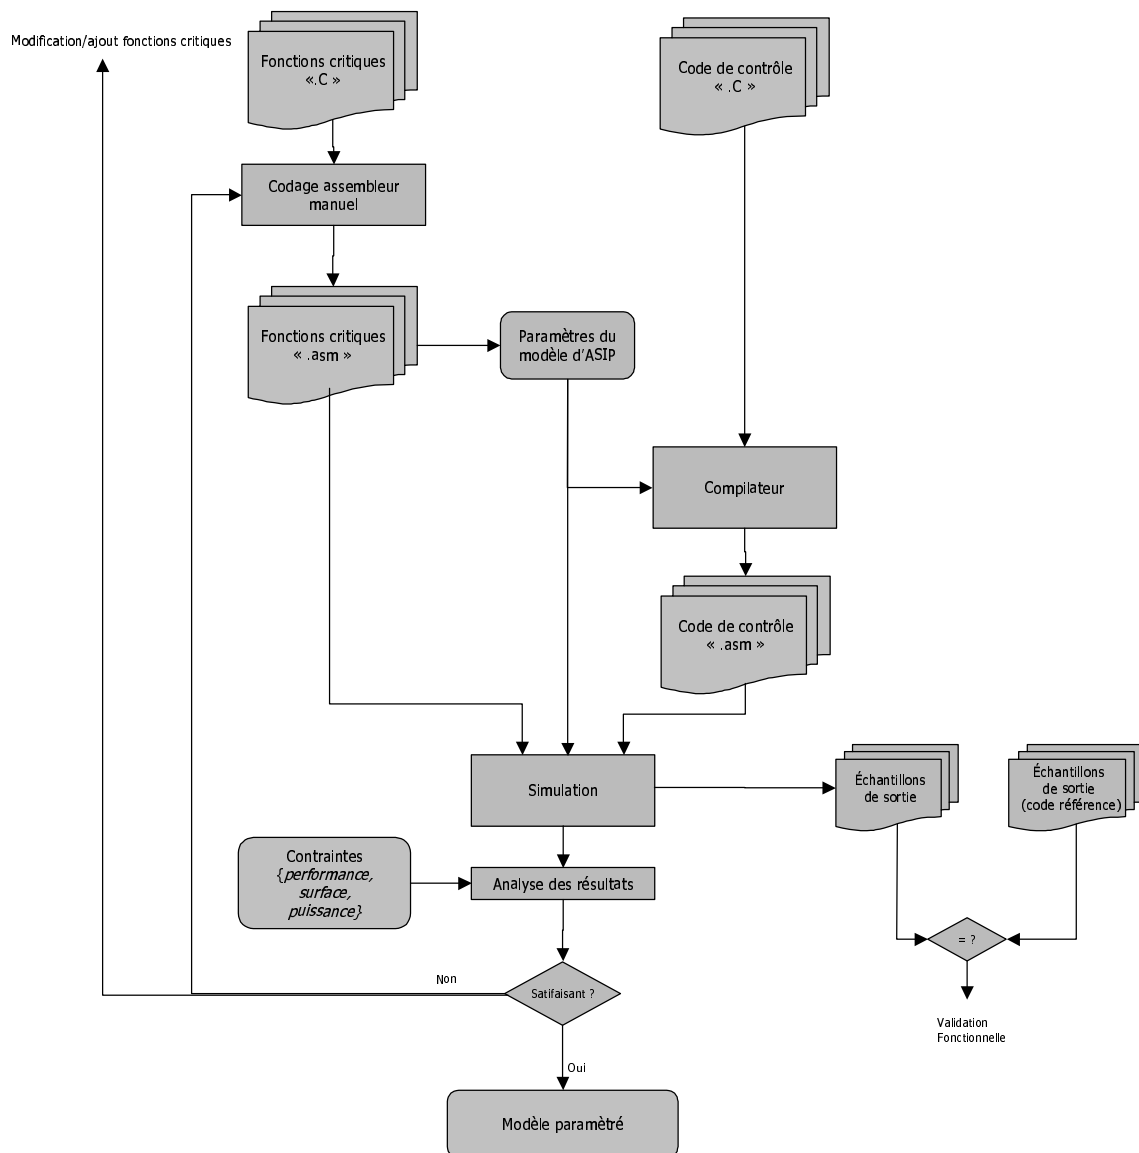 Modification/ajout fonctions critiques
Fonctions critiques
«.C »
Code de contrôle
« .C »
Codage assembleur
manuel
Fonctions critiques
« .asm »
Paramètres du
modèle d'ASIP
Compilateur
Code de contrôle
« .asm »
Simulation
Échantillons
de sortie
Échantillons
de sortie
(code référence)
Contraintes
{performance,
surface,
puissance}
Analyse des résultats
= ?
Non
Satifaisant ?
Validation
Fonctionnelle
Oui
Modèle paramètré